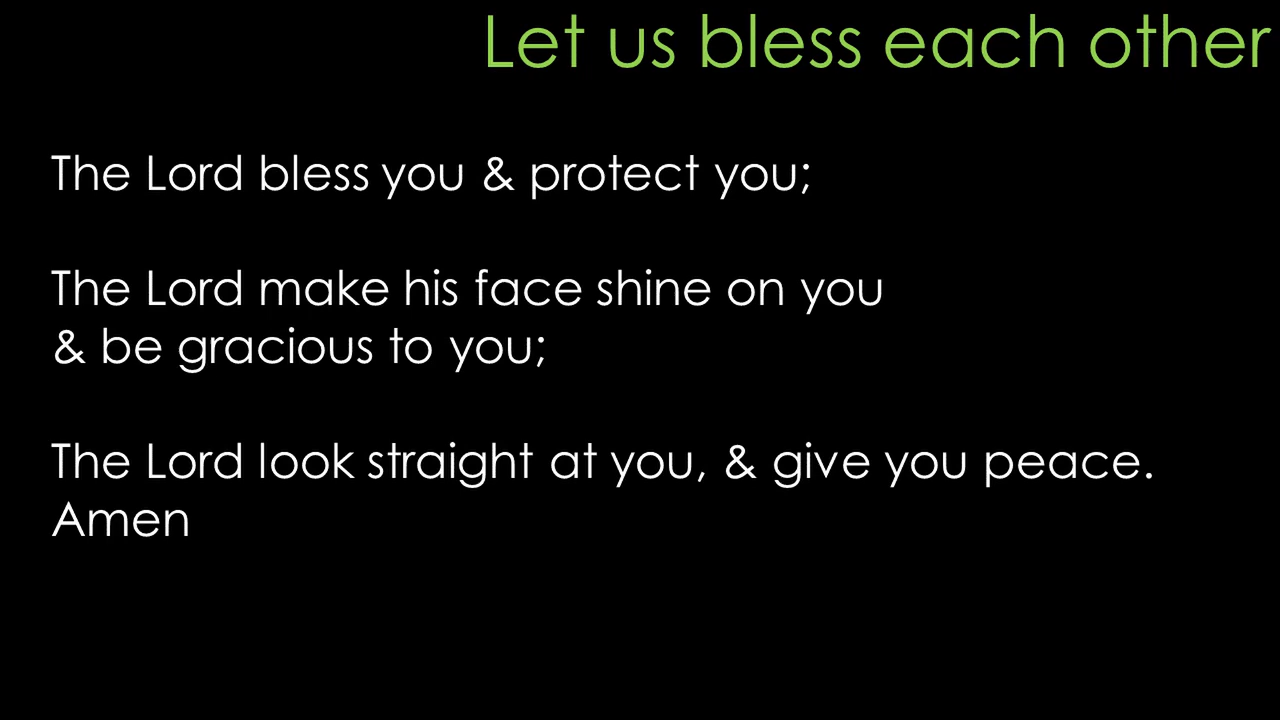 Let us bless each other
The Lord bless you & protect you;
The Lord make his face shine on you
& be gracious to you;
The Lord look straight at you, & give you peace.
Amen